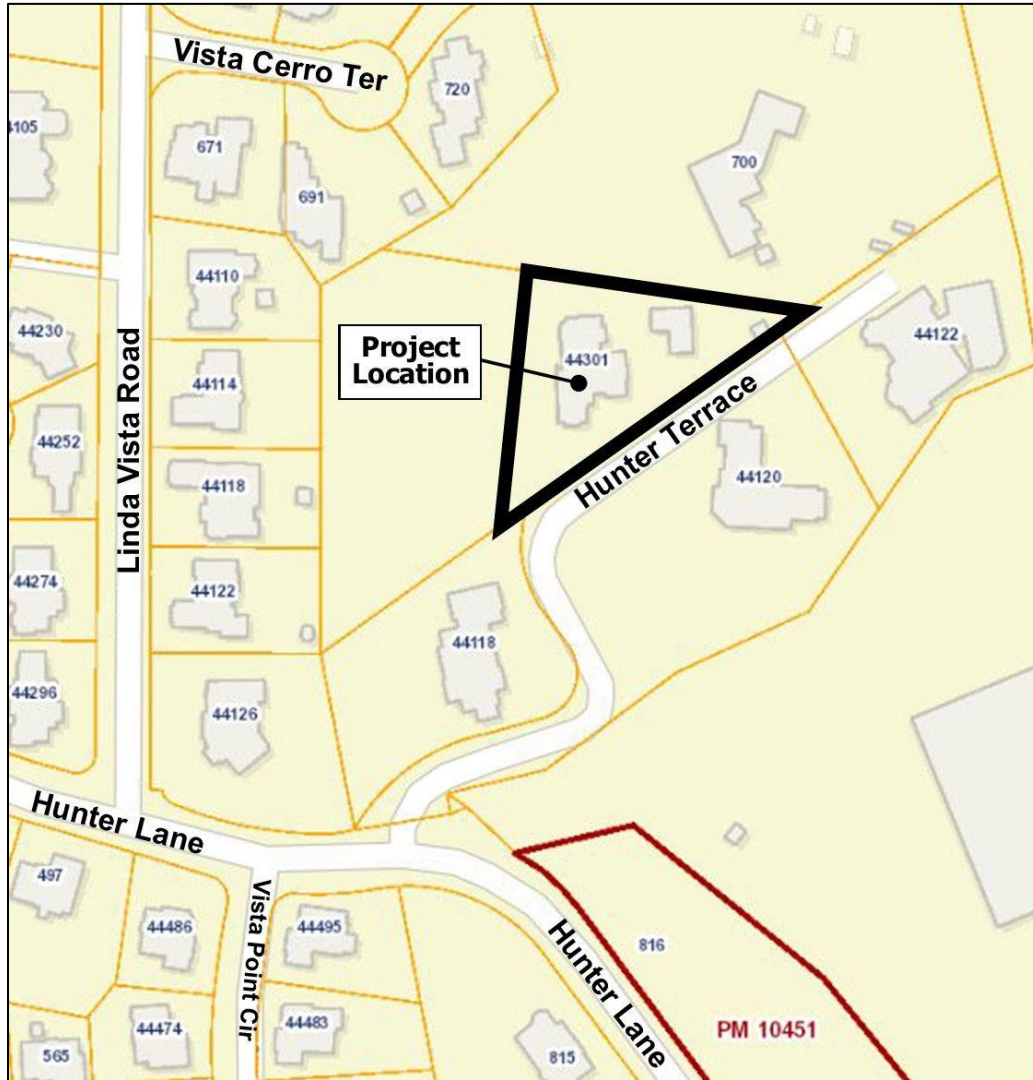 Vista Cerro Ter
720
4105
671
691
700
44110
44230
44301
44122
Project
Location
44114
Linda Vista Road
Hunter Terrace
44252
44118
44120
44274
44122
44118
44296
44126
Hunter Lane
497
Vista Point Cir
44486
44495
Hunter Lane
816
44474
44483
PM 10451
565
815